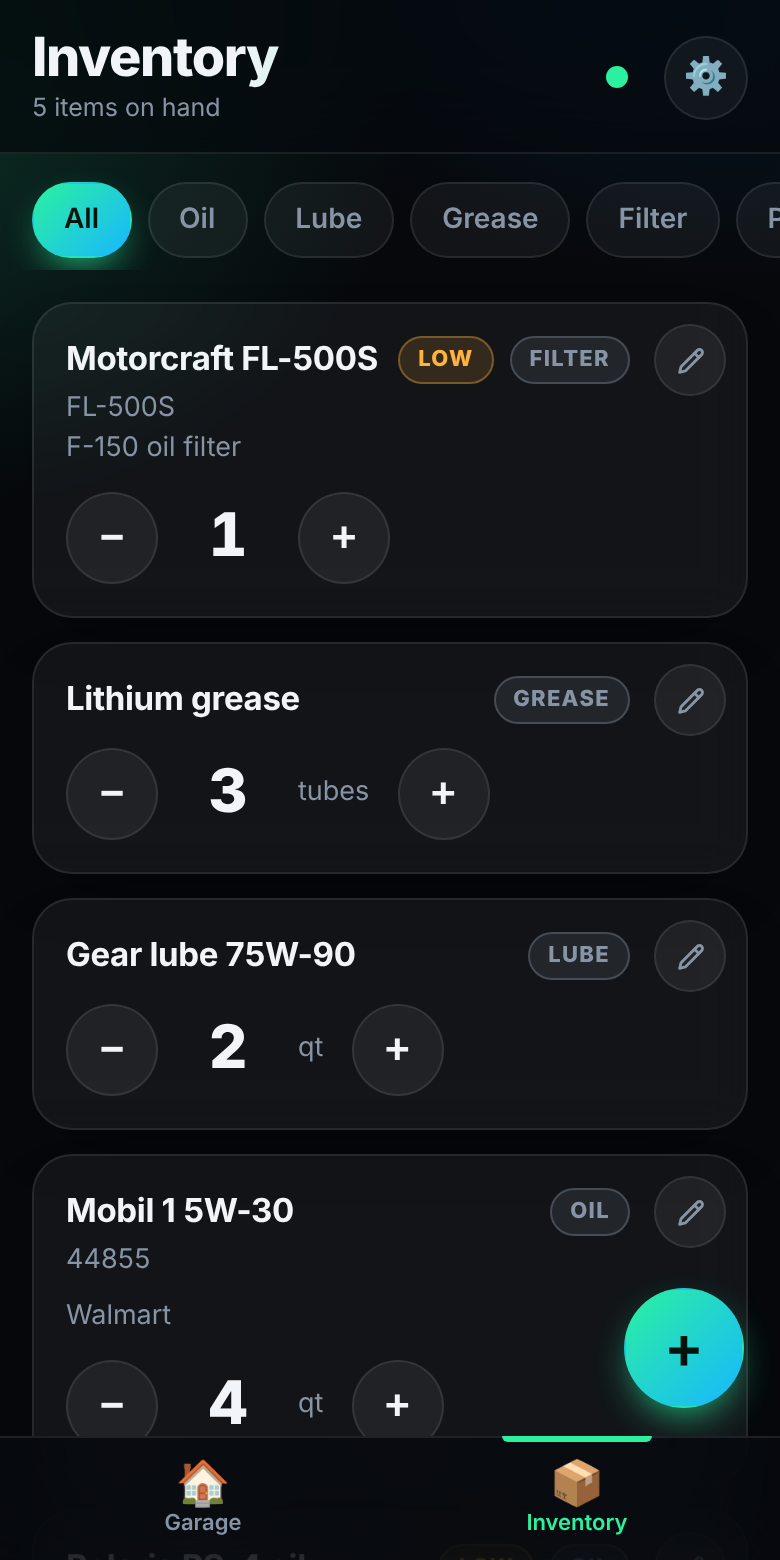 Inventory
5 items on hand
All Oil Lube Grease Filter
Motorcraft FL-500S LOW FILTER
FL-500S
F-150 oil filter
− 1 +
Lithium grease GREASE
− 3 tubes +
Gear lube 75W-90 LUBE
− 2 qt +
Mobil 1 5W-30 OIL
44855
Walmart
− 4 qt +
+
Garage Inventory